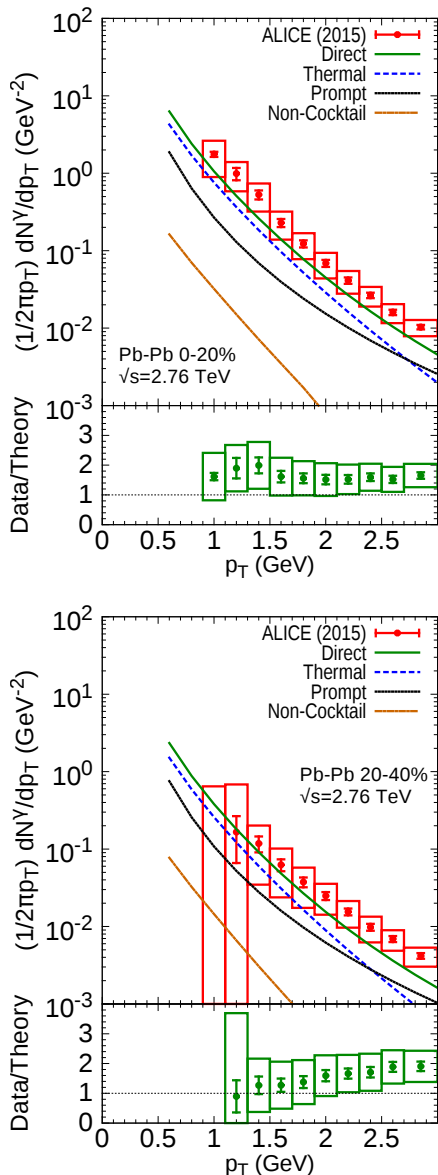 (1/2πp_T) dN^γ/dp_T (GeV^-2)
10^2
10^1
10^0
10^-1
10^-2
10^-3
ALICE (2015)
Direct
Thermal
Prompt
Non-Cocktail
Pb-Pb 0-20%
√s=2.76 TeV
Data/Theory
3
2
1
0
0 0.5 1 1.5 2 2.5
p_T (GeV)
(1/2πp_T) dN^γ/dp_T (GeV^-2)
10^2
10^1
10^0
10^-1
10^-2
10^-3
ALICE (2015)
Direct
Thermal
Prompt
Non-Cocktail
Pb-Pb 20-40%
√s=2.76 TeV
Data/Theory
3
2
1
0
0 0.5 1 1.5 2 2.5
p_T (GeV)